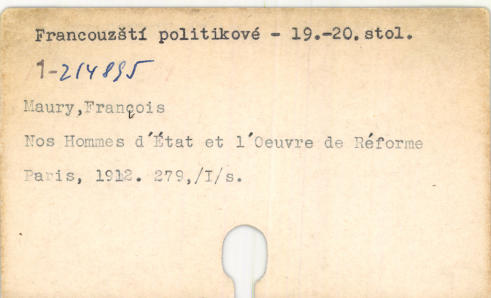 Francouzští politikové - 19.-20.stol.
1-214895
Maury,François
Nos Hommes d´État et l´Oeuvre de Réforme
Paris, 1912. 279,/I/s.